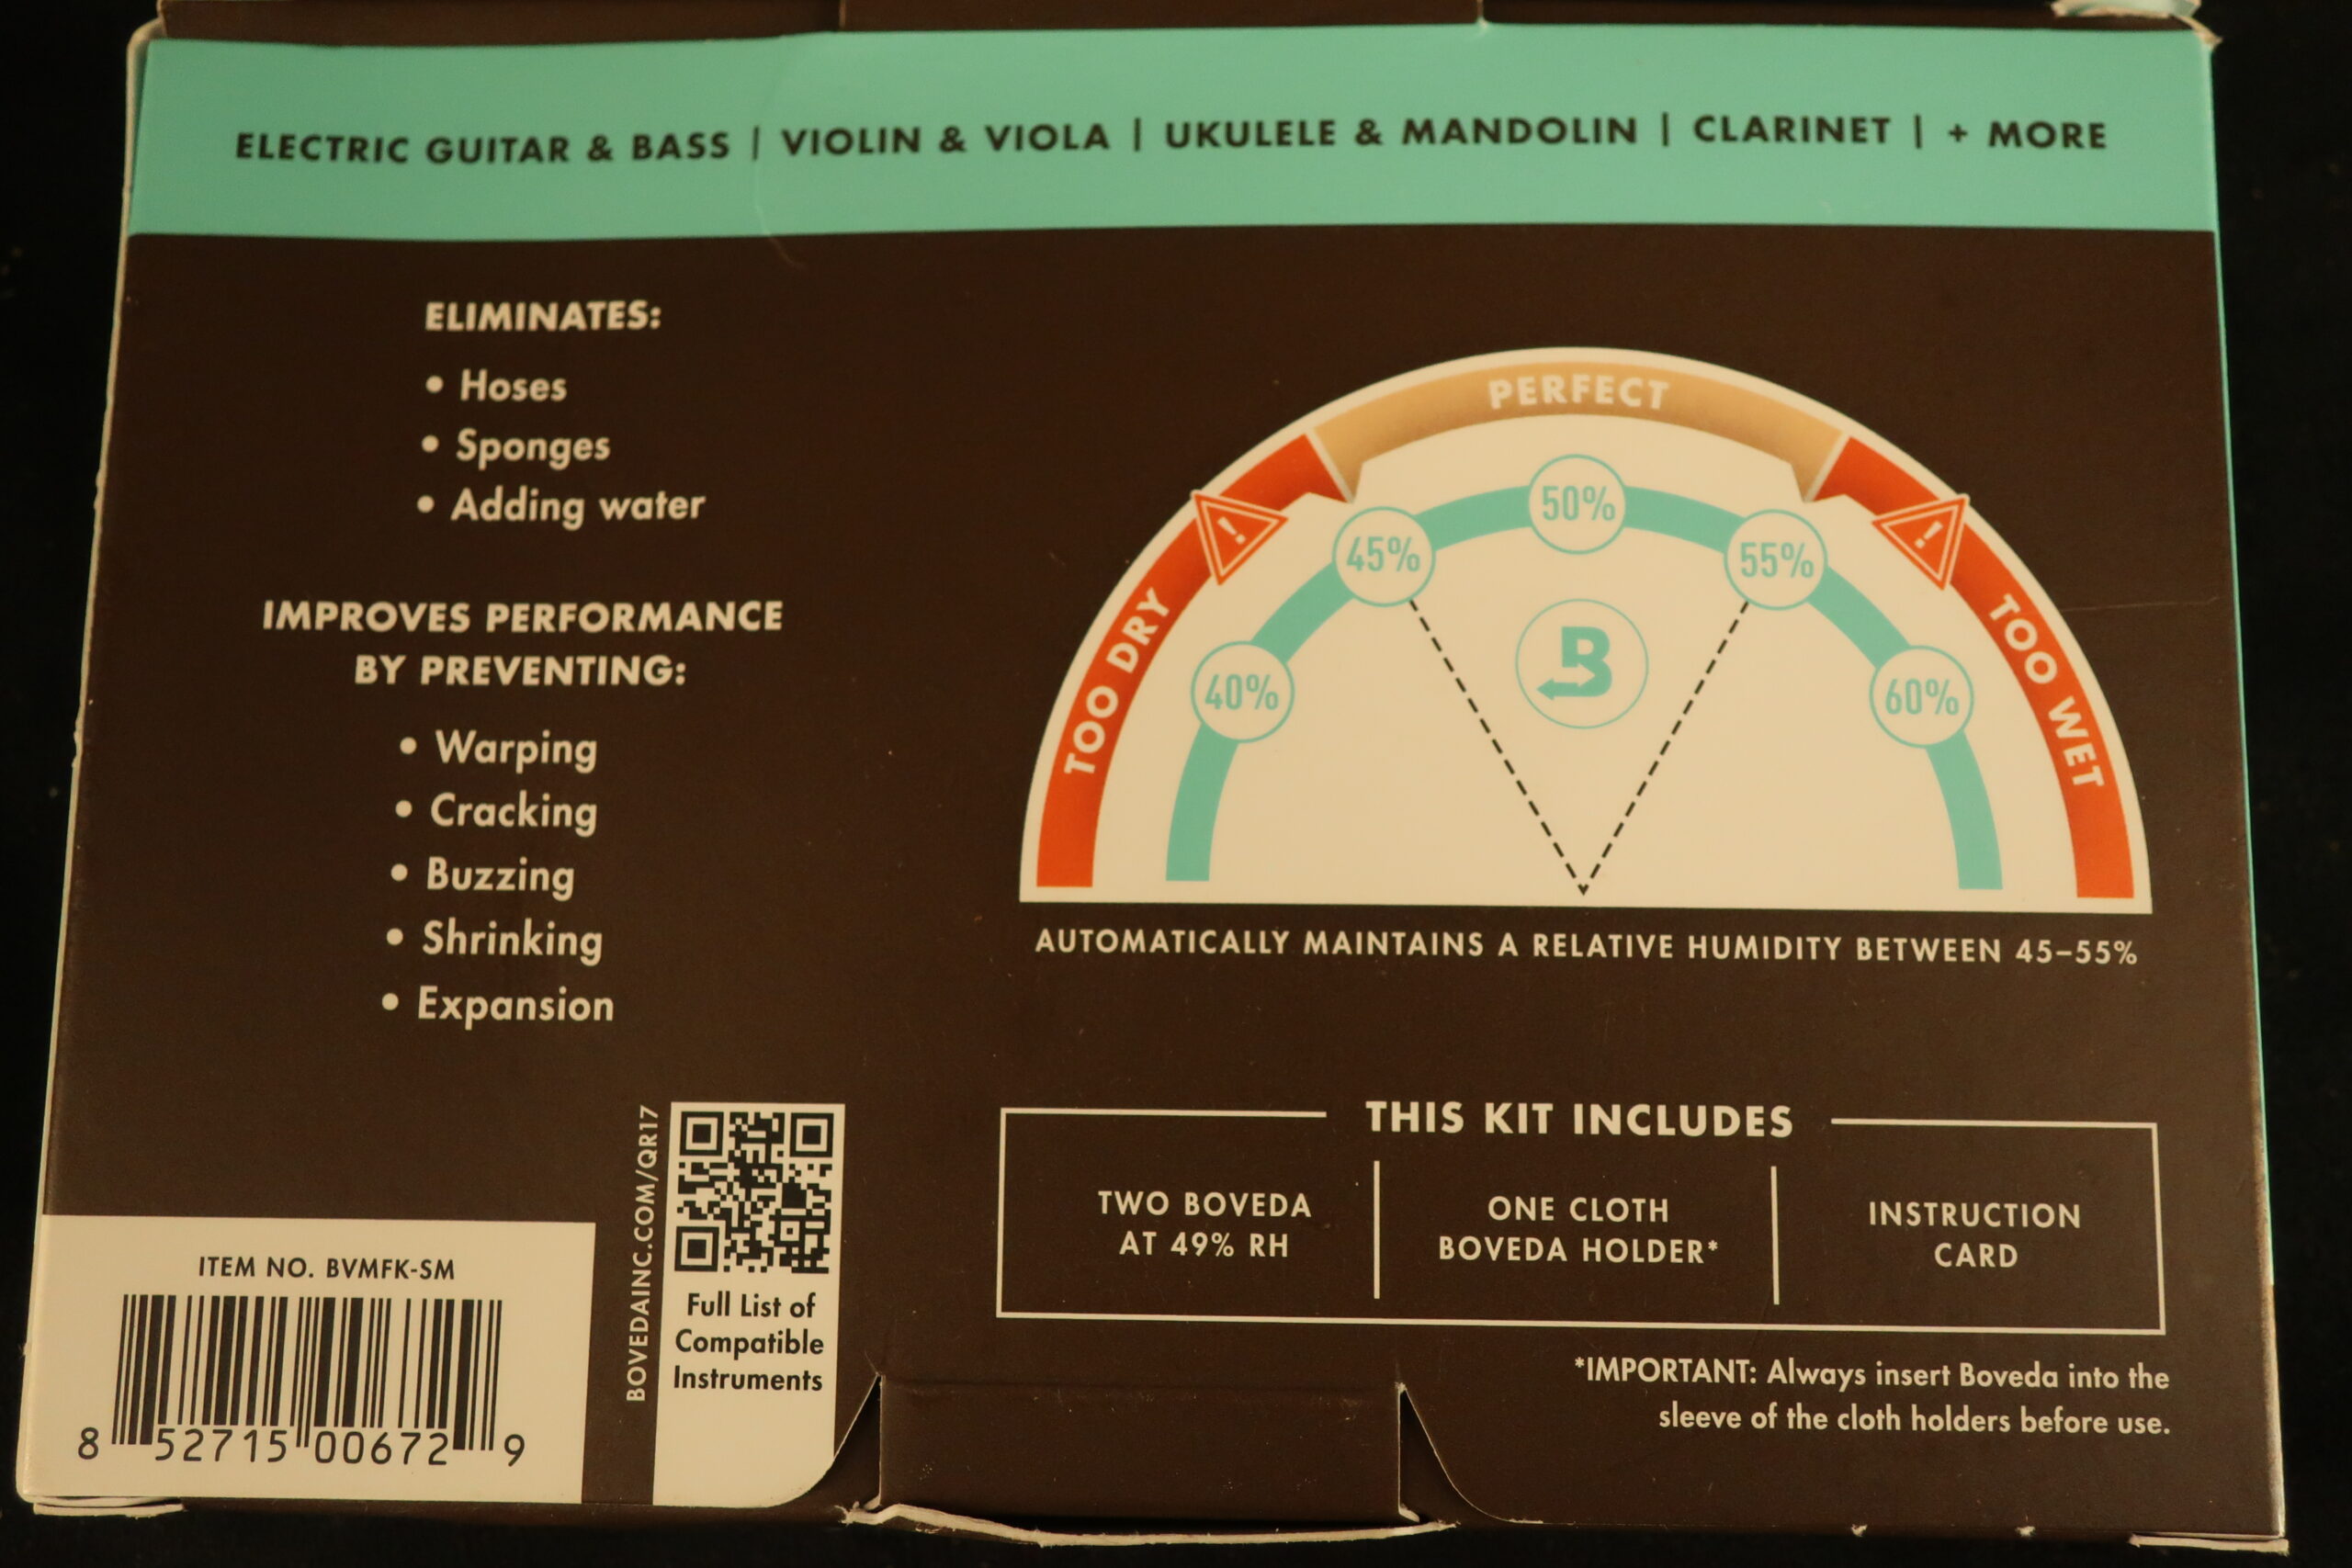 ELECTRIC GUITAR & BASS | VIOLIN & VIOLA | UKULELE & MANDOLIN | CLARINET | + MORE
ELIMINATES:
• Hoses
• Sponges
• Adding water
IMPROVES PERFORMANCE
BY PREVENTING:
• Warping
• Cracking
• Buzzing
• Shrinking
• Expansion
PERFECT
TOO DRY
!
!
TOO WET
40%
45%
50%
55%
60%
B
AUTOMATICALLY MAINTAINS A RELATIVE HUMIDITY BETWEEN 45–55%
THIS KIT INCLUDES
TWO BOVEDA
AT 49% RH
ONE CLOTH
BOVEDA HOLDER*
INSTRUCTION
CARD
*IMPORTANT: Always insert Boveda into the
sleeve of the cloth holders before use.
BOVEDAINC.COM/QR17
Full List of
Compatible
Instruments
ITEM NO. BVMFK-SM
8 52715 00672 9